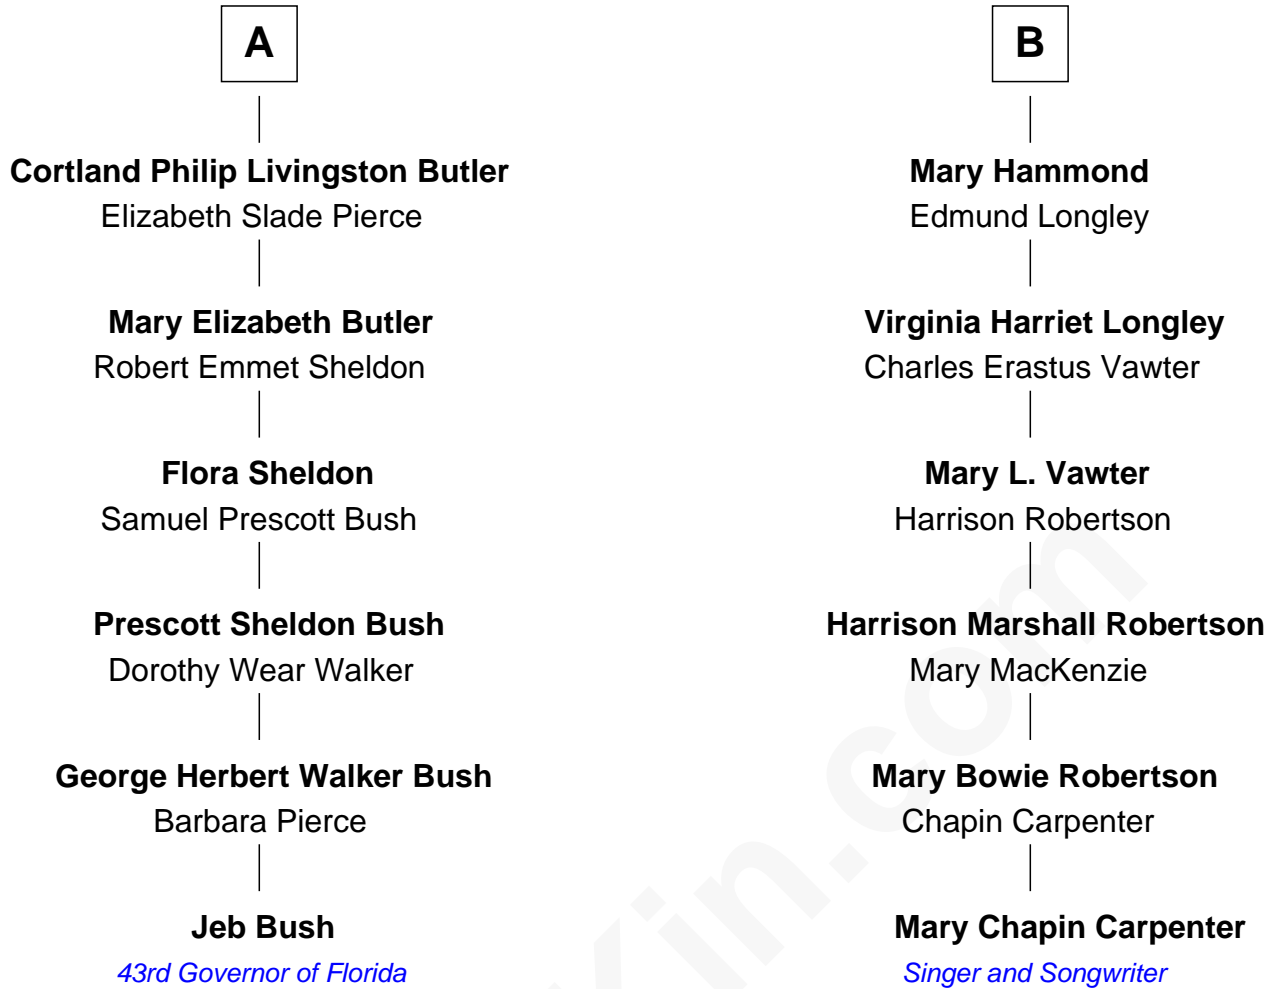 A
Cortland Philip Livingston Butler
Elizabeth Slade Pierce
Mary Elizabeth Butler
Robert Emmet Sheldon
Flora Sheldon
Samuel Prescott Bush
Prescott Sheldon Bush
Dorothy Wear Walker
George Herbert Walker Bush
Barbara Pierce
Jeb Bush
43rd Governor of Florida
B
Mary Hammond
Edmund Longley
Virginia Harriet Longley
Charles Erastus Vawter
Mary L. Vawter
Harrison Robertson
Harrison Marshall Robertson
Mary MacKenzie
Mary Bowie Robertson
Chapin Carpenter
Mary Chapin Carpenter
Singer and Songwriter
Kin.com